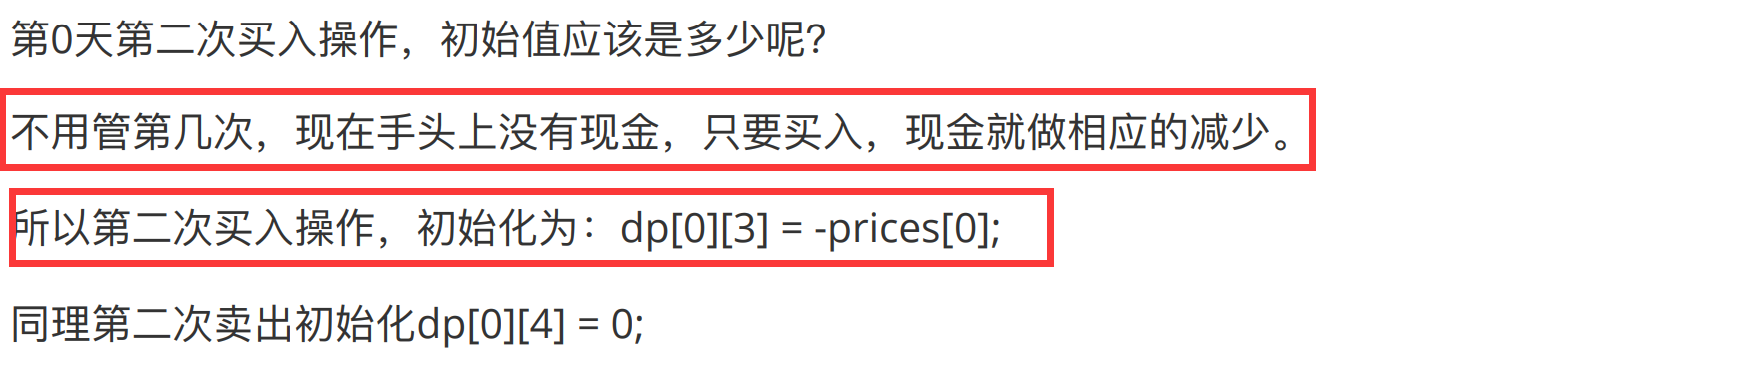 第0天第二次买入操作，初始值应该是多少呢？
不用管第几次，现在手头上没有现金，只要买入，现金就做相应的减少。
所以第二次买入操作，初始化为：dp[0][3] = -prices[0];
同理第二次卖出初始化dp[0][4] = 0;